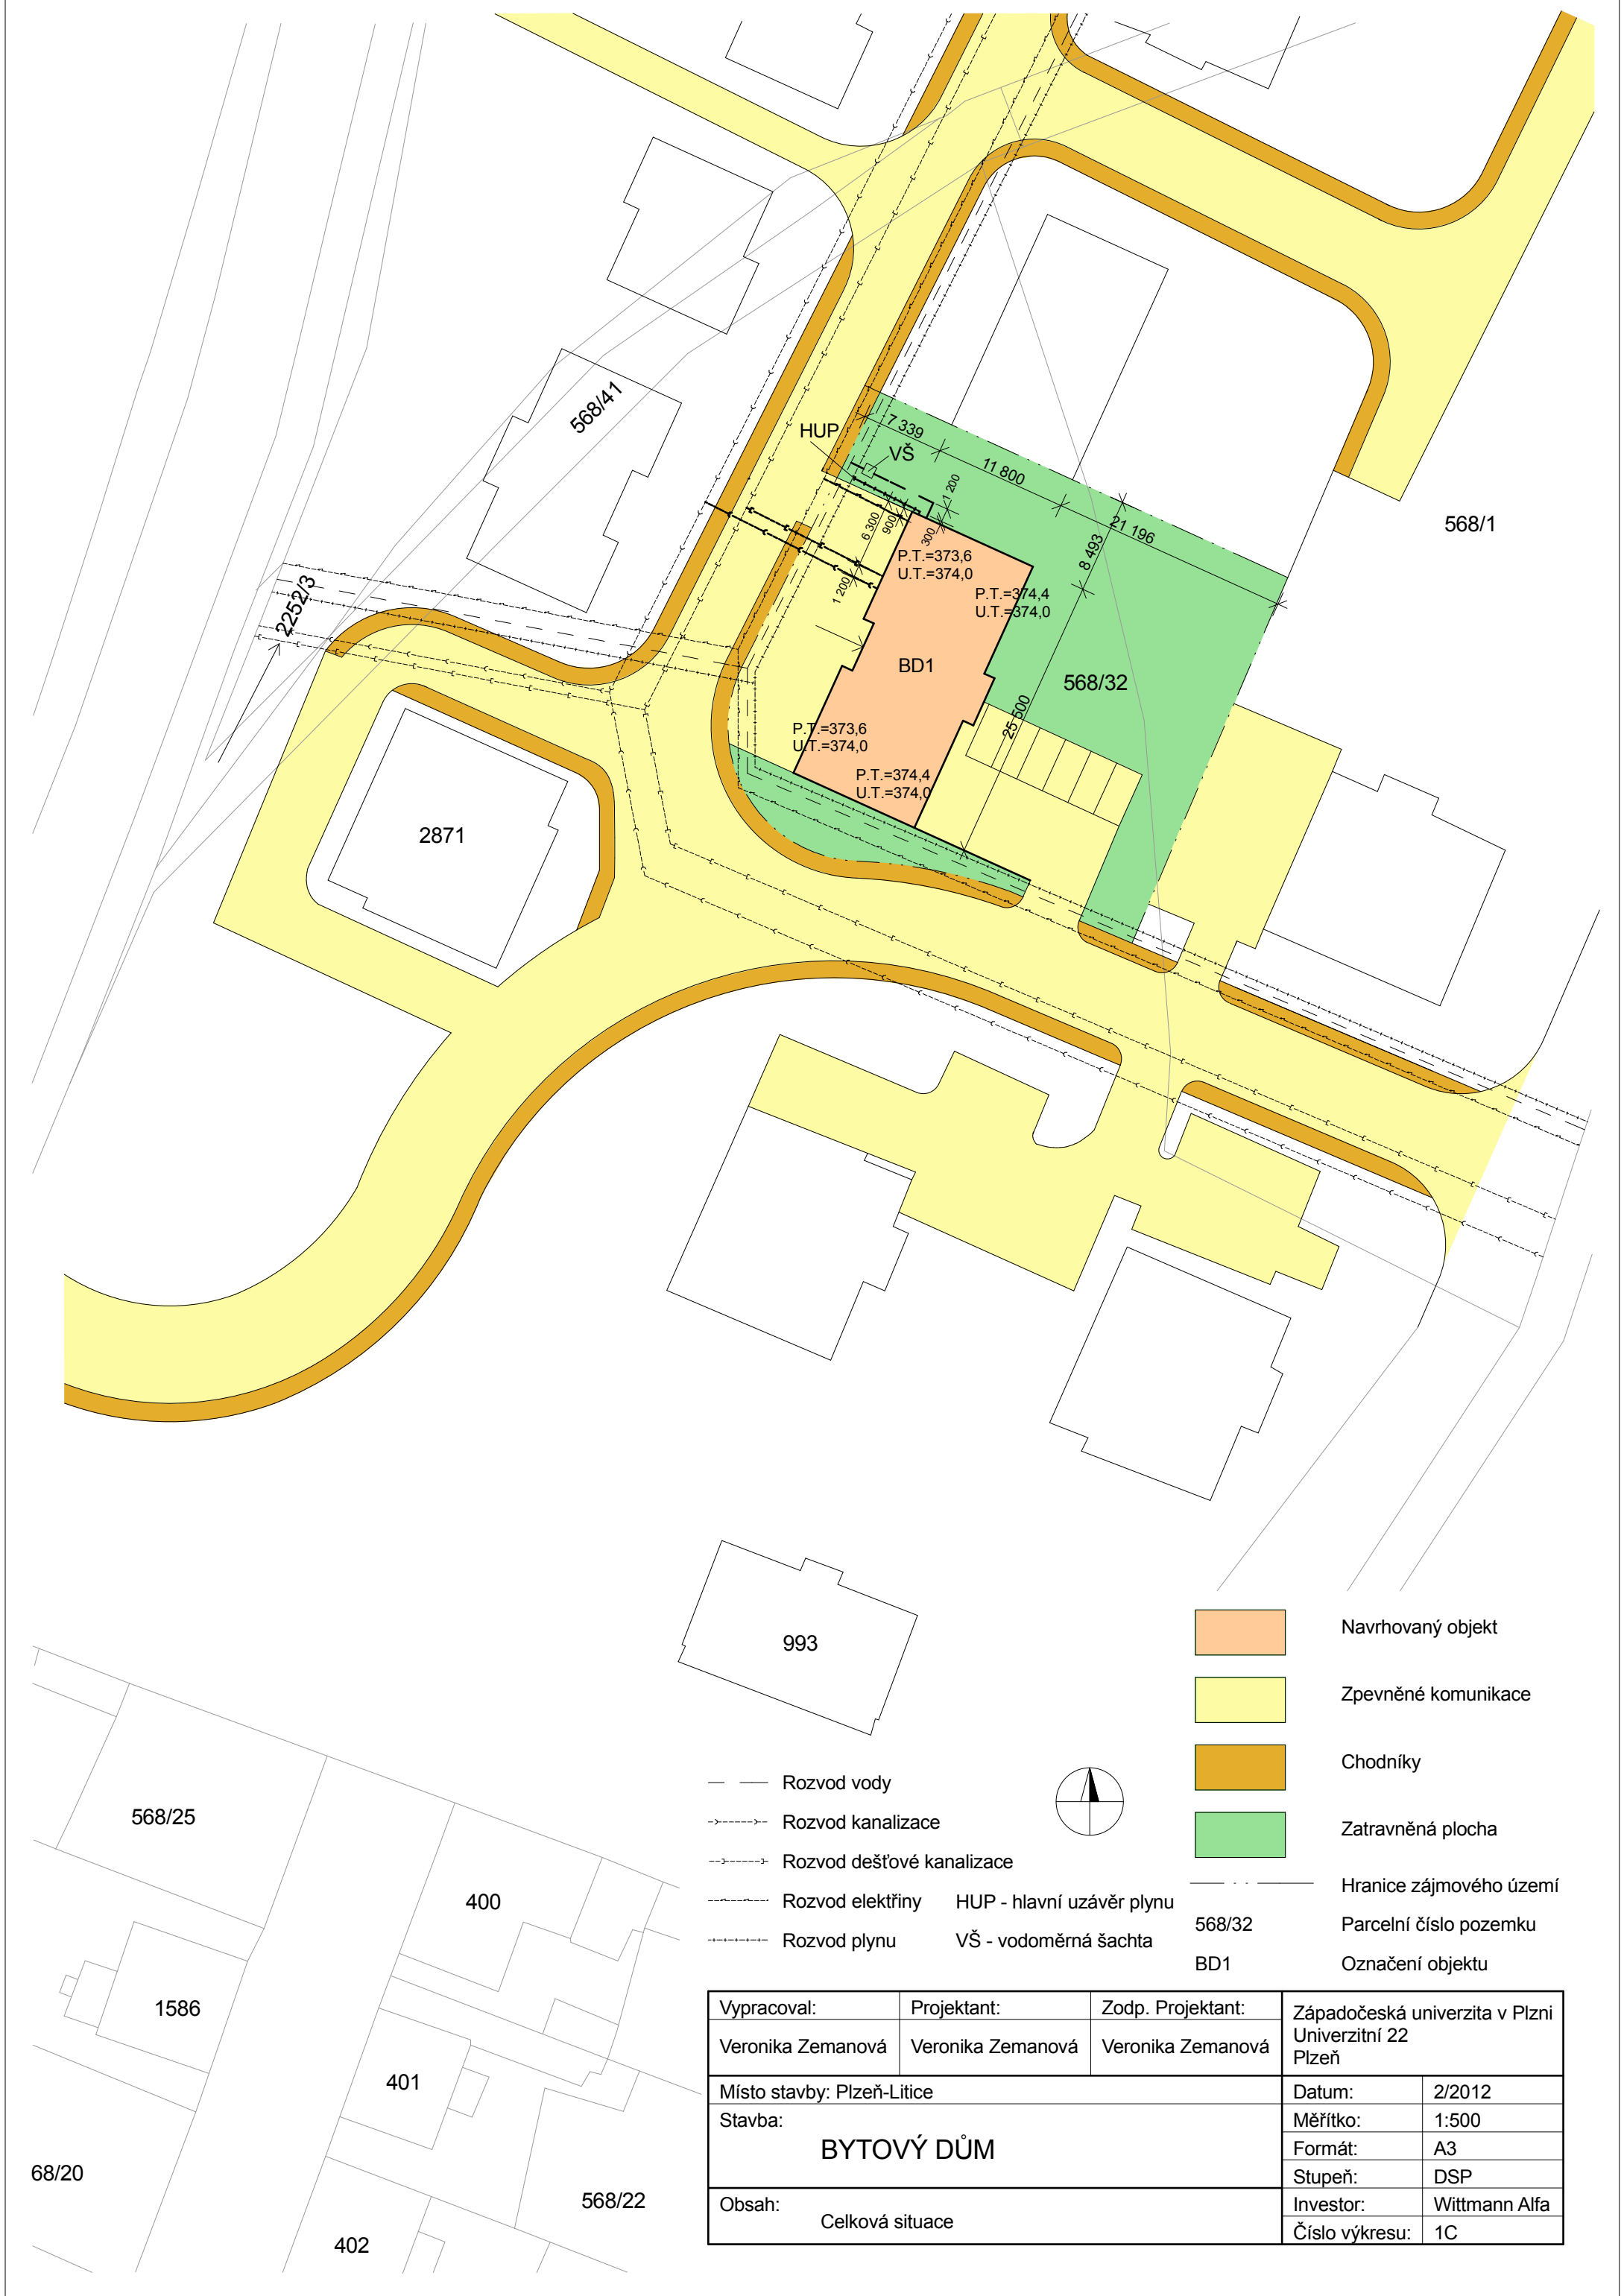 568/41
HUP
VŠ
7 339
11 800
1 200
21 196
8 493
6 300
900
300
1 200
568/1
P.T.=373,6
U.T.=374,0
P.T.=374,4
U.T.=374,0
2252/3
BD1
568/32
25 500
P.T.=373,6
U.T.=374,0
P.T.=374,4
U.T.=374,0
2871
993
568/25
400
1586
401
68/20
568/22
402
Navrhovaný objekt
Zpevněné komunikace
Chodníky
Zatravněná plocha
Hranice zájmového území
568/32 Parcelní číslo pozemku
BD1 Označení objektu
Rozvod vody
Rozvod kanalizace
Rozvod dešťové kanalizace
Rozvod elektřiny HUP - hlavní uzávěr plynu
Rozvod plynu VŠ - vodoměrná šachta
Vypracoval: Projektant: Zodp. Projektant:
Veronika Zemanová Veronika Zemanová Veronika Zemanová
Západočeská univerzita v Plzni
Univerzitní 22
Plzeň
Místo stavby: Plzeň-Litice
Stavba:
BYTOVÝ DŮM
Obsah:
Celková situace
Datum: 2/2012
Měřítko: 1:500
Formát: A3
Stupeň: DSP
Investor: Wittmann Alfa
Číslo výkresu: 1C